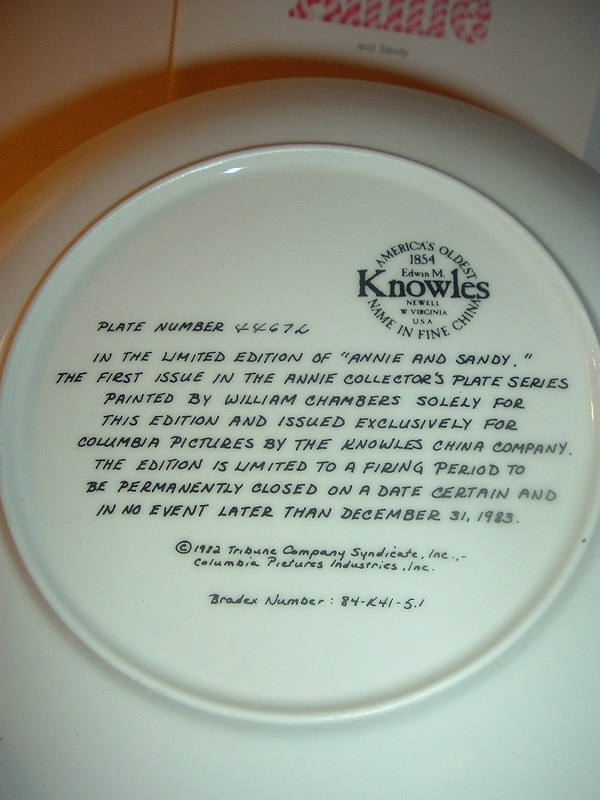 and Sandy
AMERICA'S OLDEST
1854
Edwin M.
Knowles
NEWELL
W. VIRGINIA
U.S.A
NAME IN FINE CHINA
PLATE NUMBER
IN THE LIMITED EDITION OF "ANNIE AND SANDY."
THE FIRST ISSUE IN THE ANNIE COLLECTOR'S PLATE SERIES
PAINTED BY WILLIAM CHAMBERS SOLELY FOR
THIS EDITION AND ISSUED EXCLUSIVELY FOR
COLUMBIA PICTURES BY THE KNOWLES CHINA COMPANY.
THE EDITION IS LIMITED TO A FIRING PERIOD TO
BE PERMANENTLY CLOSED ON A DATE CERTAIN AND
IN NO EVENT LATER THAN DECEMBER 31, 1983.
©1982 Tribune Company Syndicate, Inc.,-
Columbia Pictures Industries, Inc.
Bradex Number: 84-K41-5.1